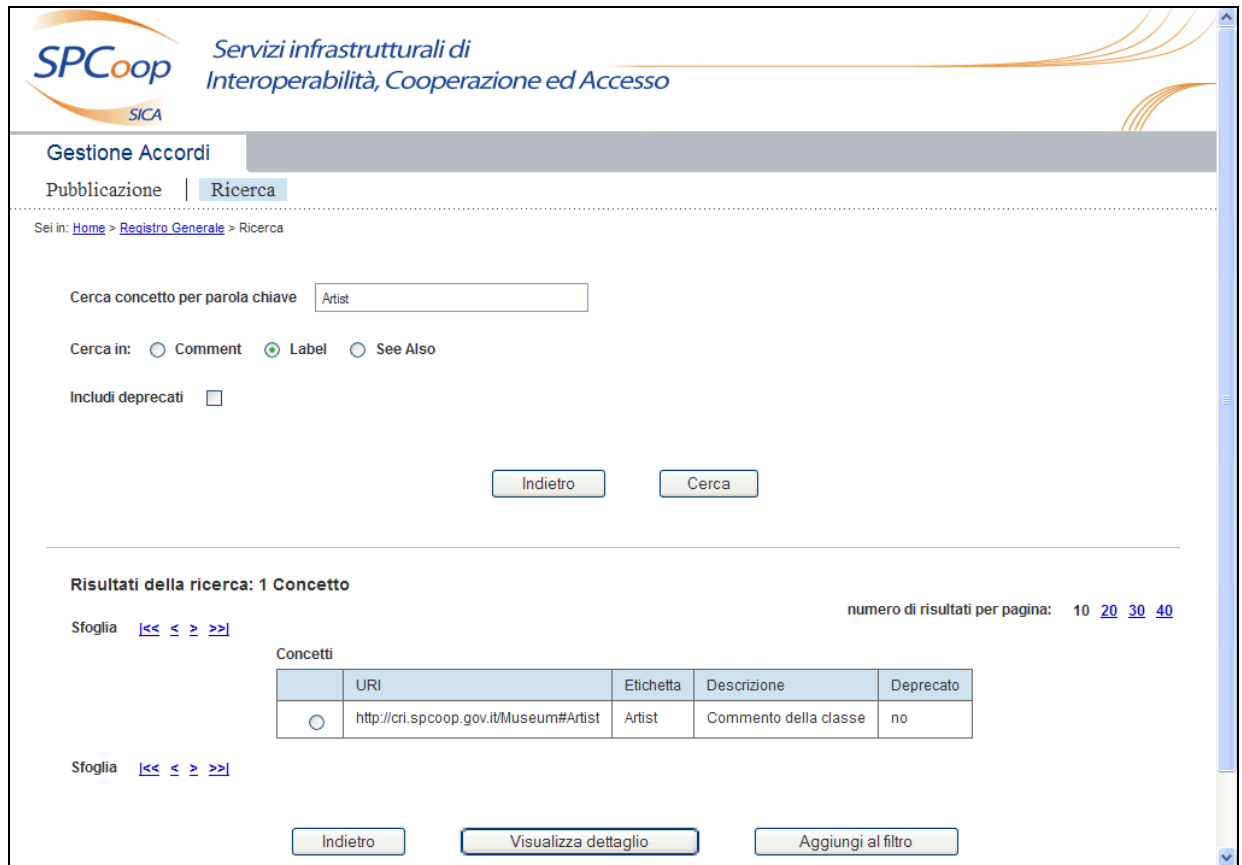 SPCoop
SICA
Servizi infrastrutturali di
Interoperabilità, Cooperazione ed Accesso
Gestione Accordi
Pubblicazione | Ricerca
Sei in: Home > Registro Generale > Ricerca
Cerca concetto per parola chiave Artist
Cerca in: Comment Label See Also
Includi deprecati
Indietro Cerca
Risultati della ricerca: 1 Concetto
numero di risultati per pagina: 10 20 30 40
Sfoglia |<< < > >>|
Concetti
URI Etichetta Descrizione Deprecato
http://cri.spcoop.gov.it/Museum#Artist Artist Commento della classe no
Sfoglia |<< < > >>|
Indietro Visualizza dettaglio Aggiungi al filtro